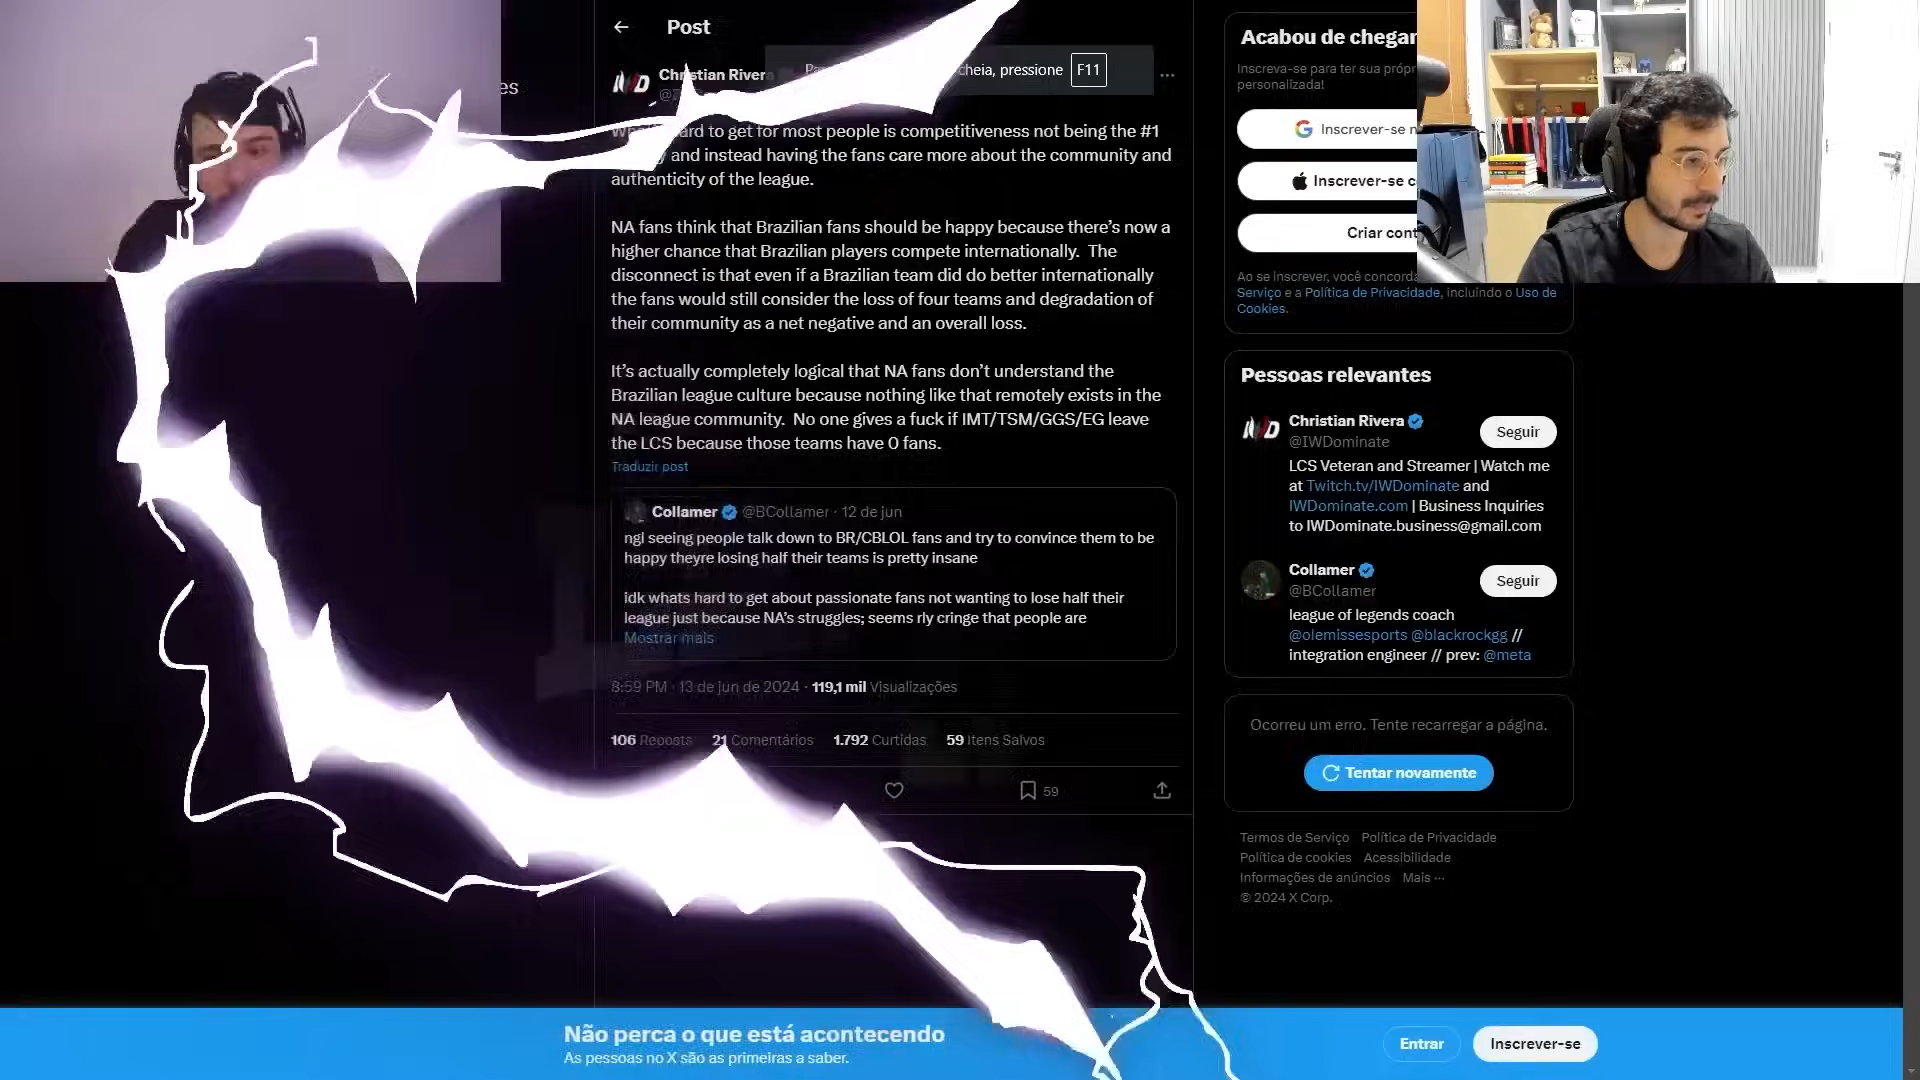 Post
es
Christian Rivera
cheia, pressione F11
ard to get for most people is competitiveness not being the #1
and instead having the fans care more about the community and
authenticity of the league.
NA fans think that Brazilian fans should be happy because there's now a
higher chance that Brazilian players compete internationally. The
disconnect is that even if a Brazilian team did do better internationally
the fans would still consider the loss of four teams and degradation of
their community as a net negative and an overall loss.
It's actually completely logical that NA fans don't understand the
Brazilian league culture because nothing like that remotely exists in the
NA league community. No one gives a fuck if IMT/TSM/GGS/EG leave
the LCS because those teams have 0 fans.
Traduzir post
Collamer @BCollamer · 12 de jun
ngl seeing people talk down to BR/CBLOL fans and try to convince them to be
happy theyre losing half their teams is pretty insane
idk whats hard to get about passionate fans not wanting to lose half their
league just because NA's struggles; seems rly cringe that people are
Mostrar mais
8:59 PM · 13 de jun de 2024 · 119,1 mil Visualizações
106 Reposts 21 Comentários 1.792 Curtidas 59 Itens Salvos
59
Acabou de chegar
Inscreva-se para ter sua própr
personalizada!
Inscrever-se
Inscrever-se c
Criar cont
Ao se inscrever, você concorda
Serviço e a Política de Privacidade, incluindo o Uso de
Cookies.
Pessoas relevantes
Christian Rivera
@IWDominate
Seguir
LCS Veteran and Streamer | Watch me
at Twitch.tv/IWDominate and
IWDominate.com | Business Inquiries
to IWDominate.business@gmail.com
Collamer
@BCollamer
Seguir
league of legends coach
@olemissesports @blackrockgg //
integration engineer // prev: @meta
Ocorreu um erro. Tente recarregar a página.
Tentar novamente
Termos de Serviço Política de Privacidade
Política de cookies Acessibilidade
Informações de anúncios Mais ···
© 2024 X Corp.
Não perca o que está acontecendo
As pessoas no X são as primeiras a saber.
Entrar
Inscrever-se